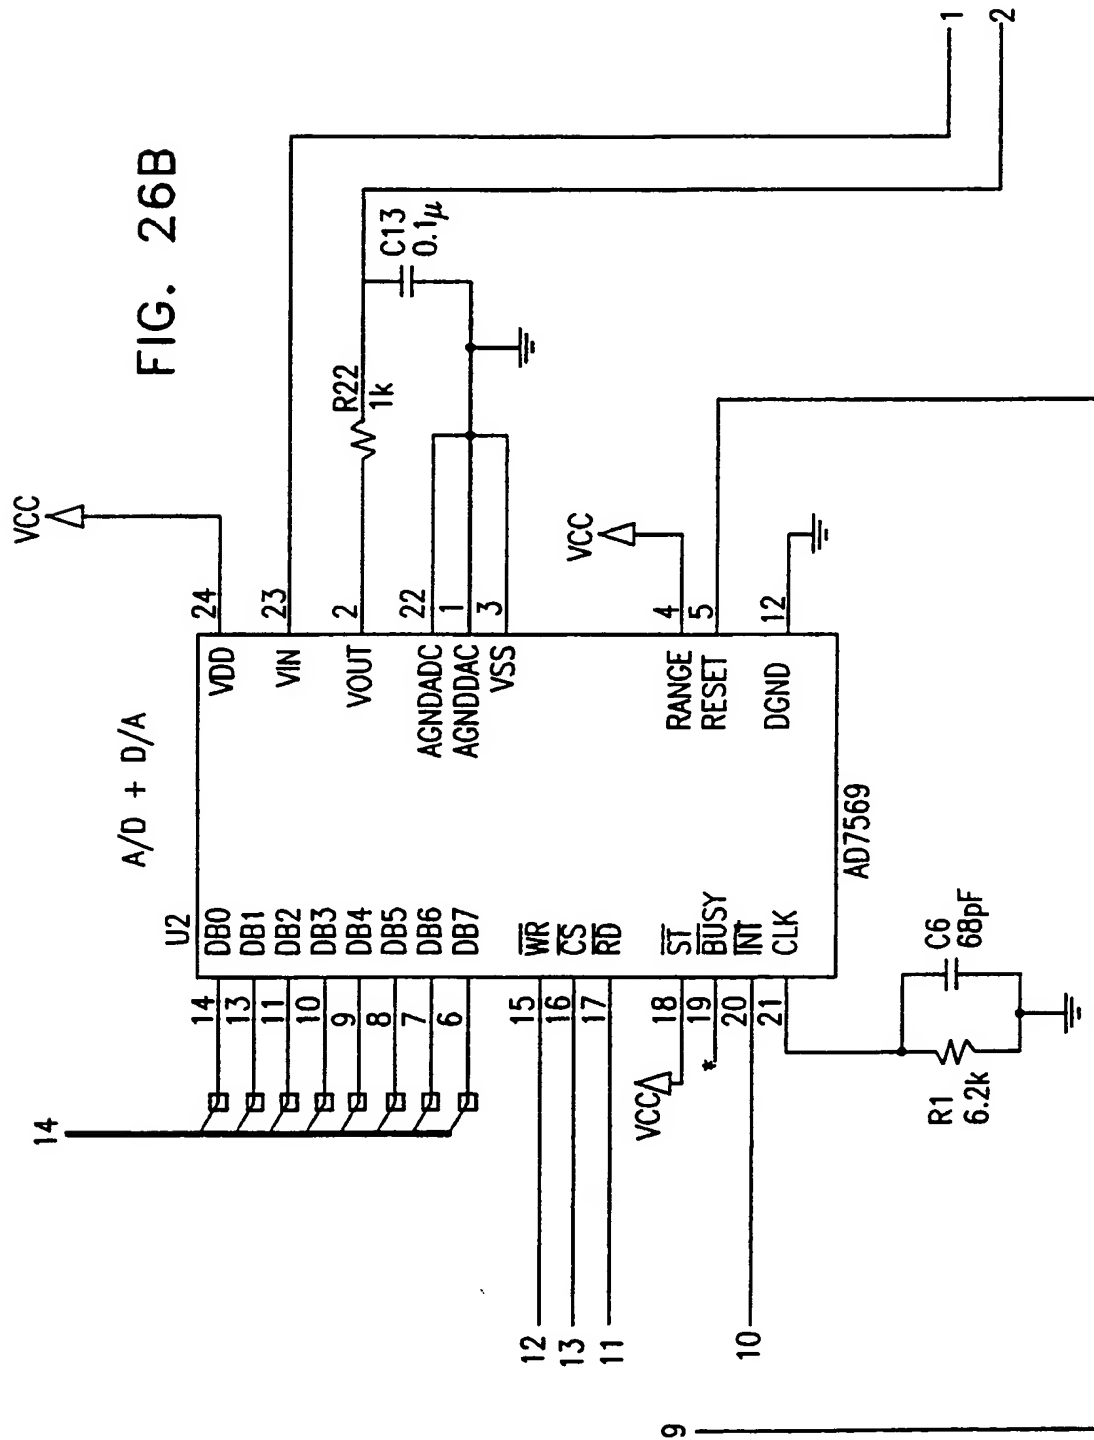 FIG. 26B
A/D + D/A
U2
AD7569
14
14 DB0
13 DB1
11 DB2
10 DB3
9 DB4
8 DB5
7 DB6
6 DB7
12 15 WR
13 16 CS
11 17 RD
VCC 18 ST
* 19 BUSY
10 20 INT
21 CLK
R1
6.2k
C6
68pF
9
VCC
VDD 24
VIN 23
VOUT 2
AGNDADC 22
AGNDDAC 1
VSS 3
R22
1k
C13
0.1μ
VCC
RANGE 4
RESET 5
DGND 12
1
2